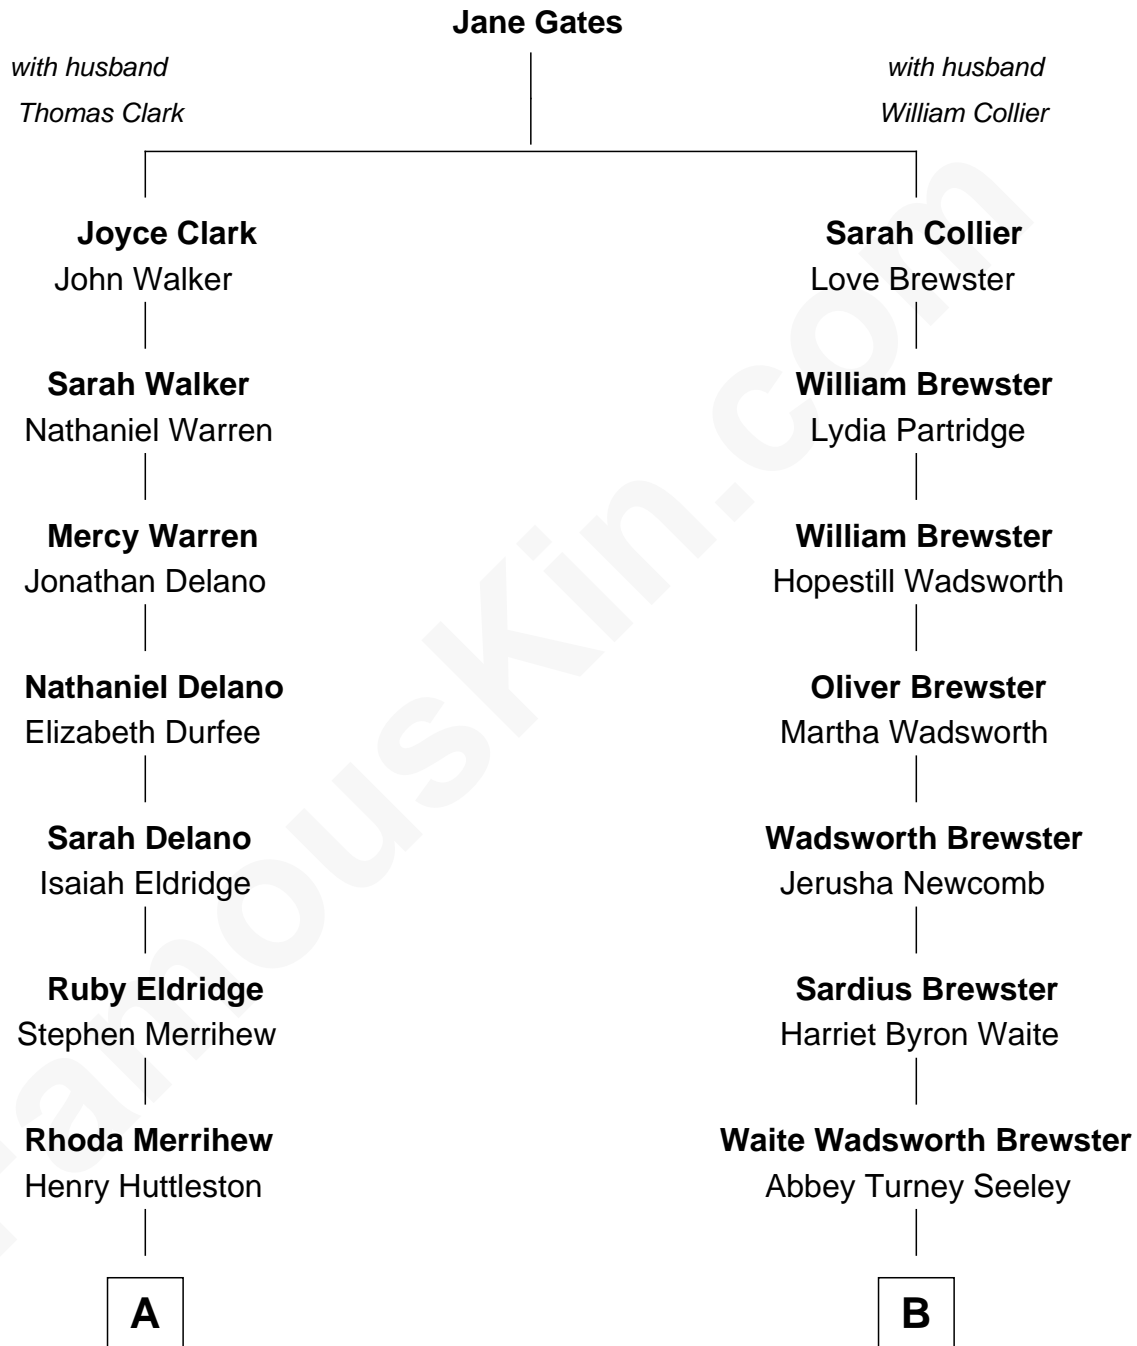 Jane Gates
with husband
Thomas Clark
with husband
William Collier
Joyce Clark
John Walker
Sarah Walker
Nathaniel Warren
Mercy Warren
Jonathan Delano
Nathaniel Delano
Elizabeth Durfee
Sarah Delano
Isaiah Eldridge
Ruby Eldridge
Stephen Merrihew
Rhoda Merrihew
Henry Huttleston
A
Sarah Collier
Love Brewster
William Brewster
Lydia Partridge
William Brewster
Hopestill Wadsworth
Oliver Brewster
Martha Wadsworth
Wadsworth Brewster
Jerusha Newcomb
Sardius Brewster
Harriet Byron Waite
Waite Wadsworth Brewster
Abbey Turney Seeley
B
FamousKin.com